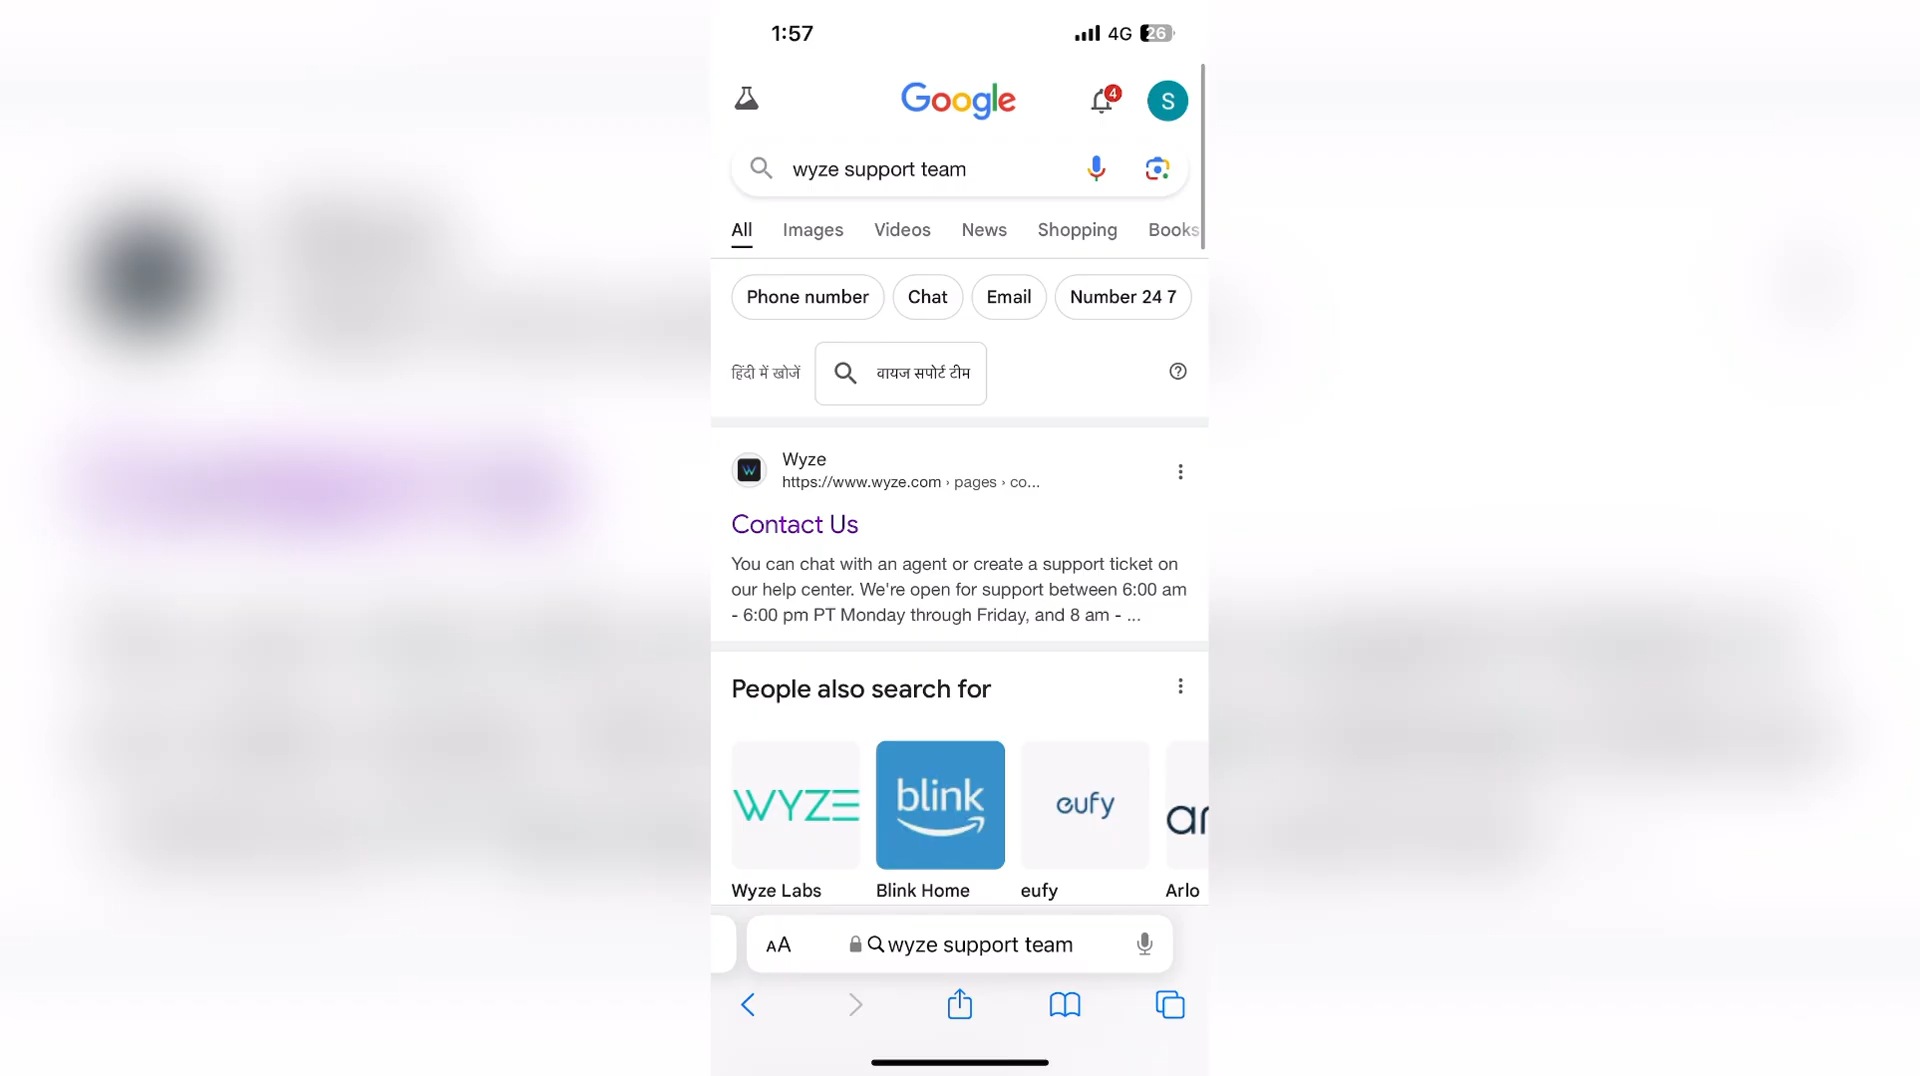 1:57
4G 26
Google
4
S
wyze support team
All Images Videos News Shopping Books
Phone number Chat Email Number 24 7
हिंदी में खोजें वायज सपोर्ट टीम
W
Wyze
https://www.wyze.com › pages › co...
Contact Us
You can chat with an agent or create a support ticket on
our help center. We're open for support between 6:00 am
- 6:00 pm PT Monday through Friday, and 8 am - ...
People also search for
WYZE blink eufy ar
Wyze Labs Blink Home eufy Arlo
AA wyze support team